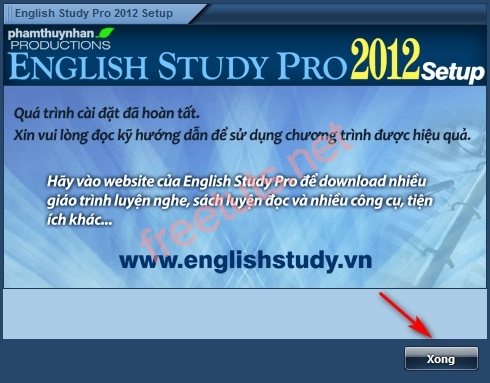 English Study Pro 2012 Setup
phamthuynhan
PRODUCTIONS
ENGLISH STUDY PRO 2012 Setup
Quá trình cài đặt đã hoàn tất.
Xin vui lòng đọc kỹ hướng dẫn để sử dụng chương trình được hiệu quả.
Hãy vào website của English Study Pro để download nhiều
giáo trình luyện nghe, sách luyện đọc và nhiều công cụ, tiện
ích khác...
freetuts.net
www.englishstudy.vn
Xong